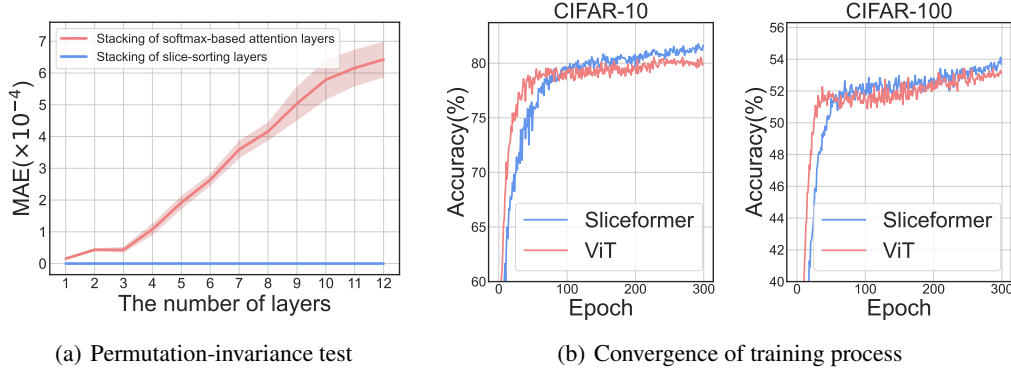 Stacking of softmax-based attention layers
Stacking of slice-sorting layers
MAE(×10⁻⁴)
7
6
5
4
3
2
1
0
1 2 3 4 5 6 7 8 9 10 11 12
The number of layers
(a) Permutation-invariance test
CIFAR-10
Accuracy(%)
80
75
70
65
60
Sliceformer
ViT
0 100 200 300
Epoch
CIFAR-100
Accuracy(%)
56
54
52
50
48
46
44
42
40
Sliceformer
ViT
0 100 200 300
Epoch
(b) Convergence of training process